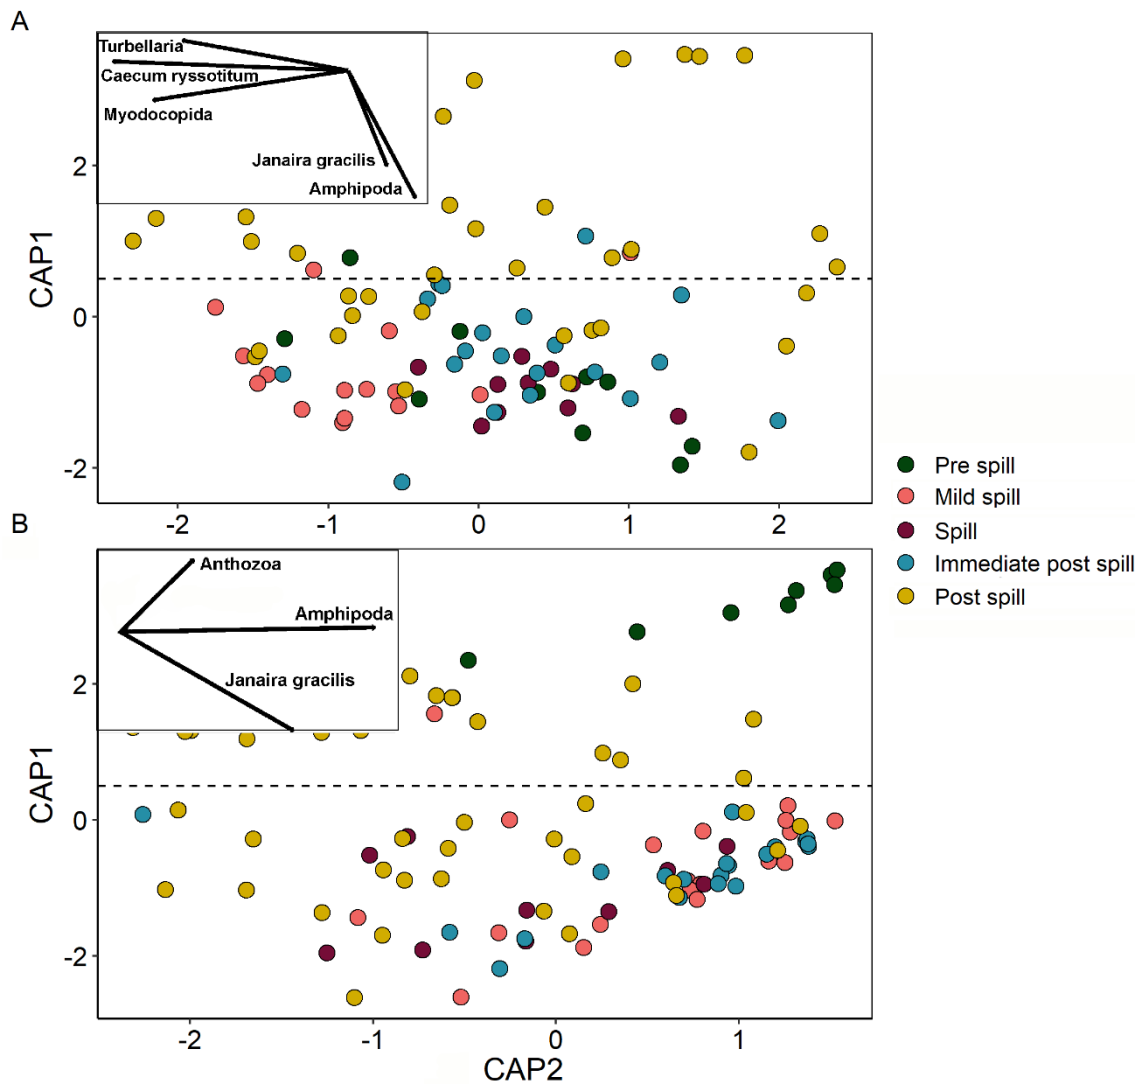 A
Turbellaria
Caecum ryssotitum
Myodocopida
Janaira gracilis
Amphipoda
CAP1
2
0
-2
-2
-1
0
1
2
Pre spill
Mild spill
Spill
Immediate post spill
Post spill
B
Anthozoa
Amphipoda
Janaira gracilis
CAP1
2
0
-2
-2
-1
0
1
CAP2